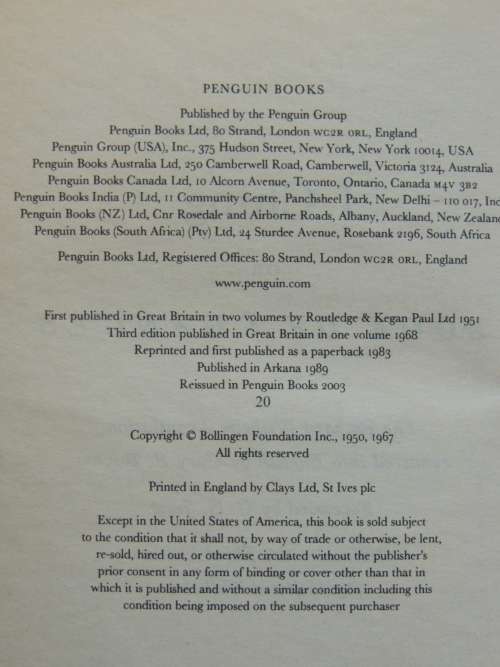 PENGUIN BOOKS
Published by the Penguin Group
Penguin Books Ltd, 80 Strand, London WC2R 0RL, England
Penguin Group (USA), Inc., 375 Hudson Street, New York, New York 10014, USA
Penguin Books Australia Ltd, 250 Camberwell Road, Camberwell, Victoria 3124, Australia
Penguin Books Canada Ltd, 10 Alcorn Avenue, Toronto, Ontario, Canada M4V 3B2
Penguin Books India (P) Ltd, 11 Community Centre, Panchsheel Park, New Delhi – 110 017, Ind
Penguin Books (NZ) Ltd, Cnr Rosedale and Airborne Roads, Albany, Auckland, New Zealan
Penguin Books (South Africa) (Pty) Ltd, 24 Sturdee Avenue, Rosebank 2196, South Africa
Penguin Books Ltd, Registered Offices: 80 Strand, London WC2R 0RL, England
www.penguin.com
First published in Great Britain in two volumes by Routledge & Kegan Paul Ltd 1951
Third edition published in Great Britain in one volume 1968
Reprinted and first published as a paperback 1983
Published in Arkana 1989
Reissued in Penguin Books 2003
20
Copyright © Bollingen Foundation Inc., 1950, 1967
All rights reserved
Printed in England by Clays Ltd, St Ives plc
Except in the United States of America, this book is sold subject
to the condition that it shall not, by way of trade or otherwise, be lent,
re-sold, hired out, or otherwise circulated without the publisher's
prior consent in any form of binding or cover other than that in
which it is published and without a similar condition including this
condition being imposed on the subsequent purchaser